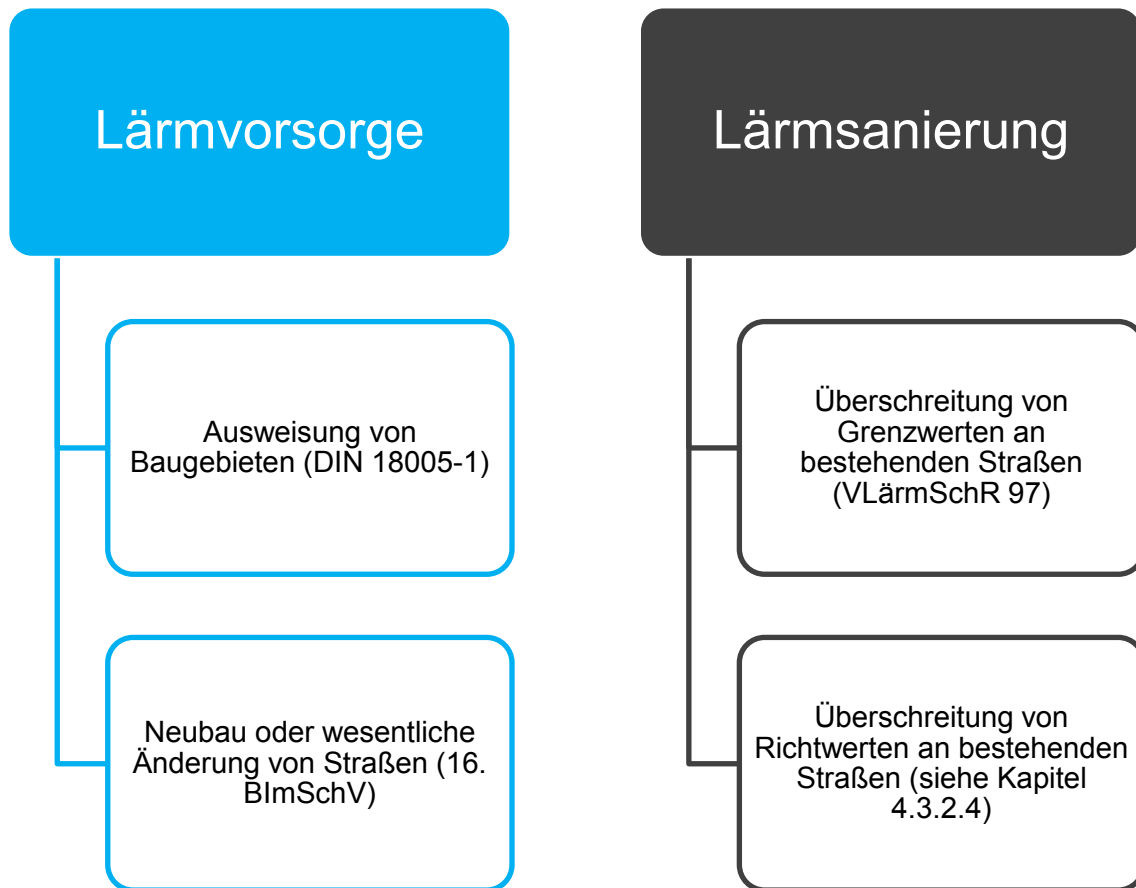 Lärmvorsorge
Ausweisung von
Baugebieten (DIN 18005-1)
Neubau oder wesentliche
Änderung von Straßen (16.
BImSchV)
Lärmsanierung
Überschreitung von
Grenzwerten an
bestehenden Straßen
(VLärmSchR 97)
Überschreitung von
Richtwerten an bestehenden
Straßen (siehe Kapitel
4.3.2.4)